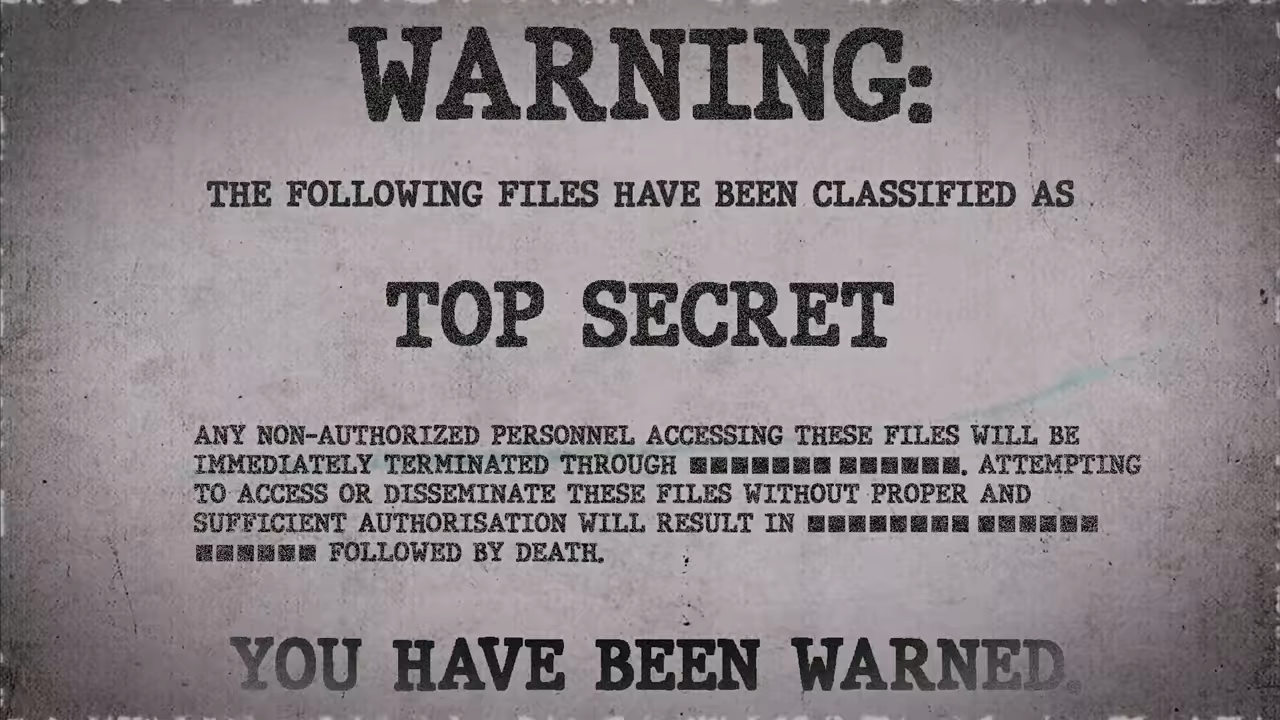 WARNING:
THE FOLLOWING FILES HAVE BEEN CLASSIFIED AS
TOP SECRET
ANY NON-AUTHORIZED PERSONNEL ACCESSING THESE FILES WILL BE
IMMEDIATELY TERMINATED THROUGH ■■■■■■■ ■■■■■■. ATTEMPTING
TO ACCESS OR DISSEMINATE THESE FILES WITHOUT PROPER AND
SUFFICIENT AUTHORISATION WILL RESULT IN ■■■■■■■■ ■■■■■■
■■■■■■ FOLLOWED BY DEATH.
YOU HAVE BEEN WARNED.